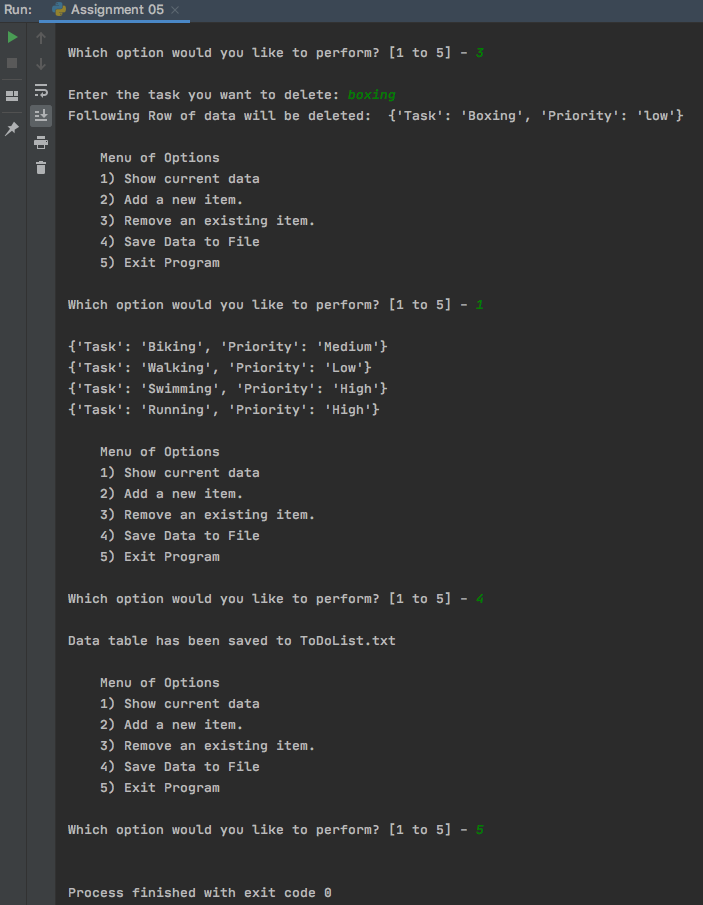 Run: Assignment 05
Which option would you like to perform? [1 to 5] - 3
Enter the task you want to delete: boxing
Following Row of data will be deleted:  {'Task': 'Boxing', 'Priority': 'low'}
Menu of Options
1) Show current data
2) Add a new item.
3) Remove an existing item.
4) Save Data to File
5) Exit Program
Which option would you like to perform? [1 to 5] - 1
{'Task': 'Biking', 'Priority': 'Medium'}
{'Task': 'Walking', 'Priority': 'Low'}
{'Task': 'Swimming', 'Priority': 'High'}
{'Task': 'Running', 'Priority': 'High'}
Menu of Options
1) Show current data
2) Add a new item.
3) Remove an existing item.
4) Save Data to File
5) Exit Program
Which option would you like to perform? [1 to 5] - 4
Data table has been saved to ToDoList.txt
Menu of Options
1) Show current data
2) Add a new item.
3) Remove an existing item.
4) Save Data to File
5) Exit Program
Which option would you like to perform? [1 to 5] - 5
Process finished with exit code 0